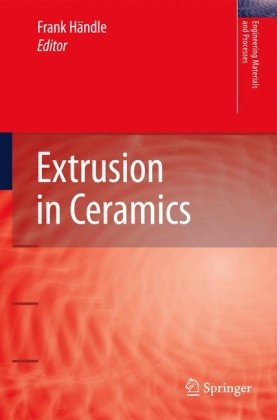 Frank Händle
Editor
Engineering Materials
and Processes
Extrusion
in Ceramics
Springer